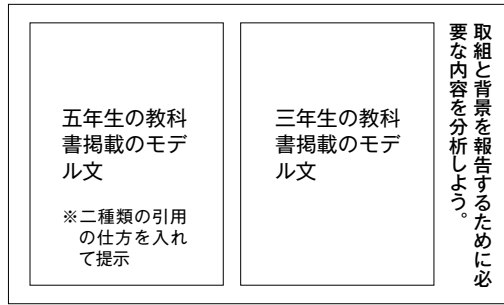 取組と背景を報告するために必
要な内容を分析しよう。
三年生の教科
書掲載のモデ
ル文
五年生の教科
書掲載のモデ
ル文
※二種類の引用
の仕方を入れ
て提示